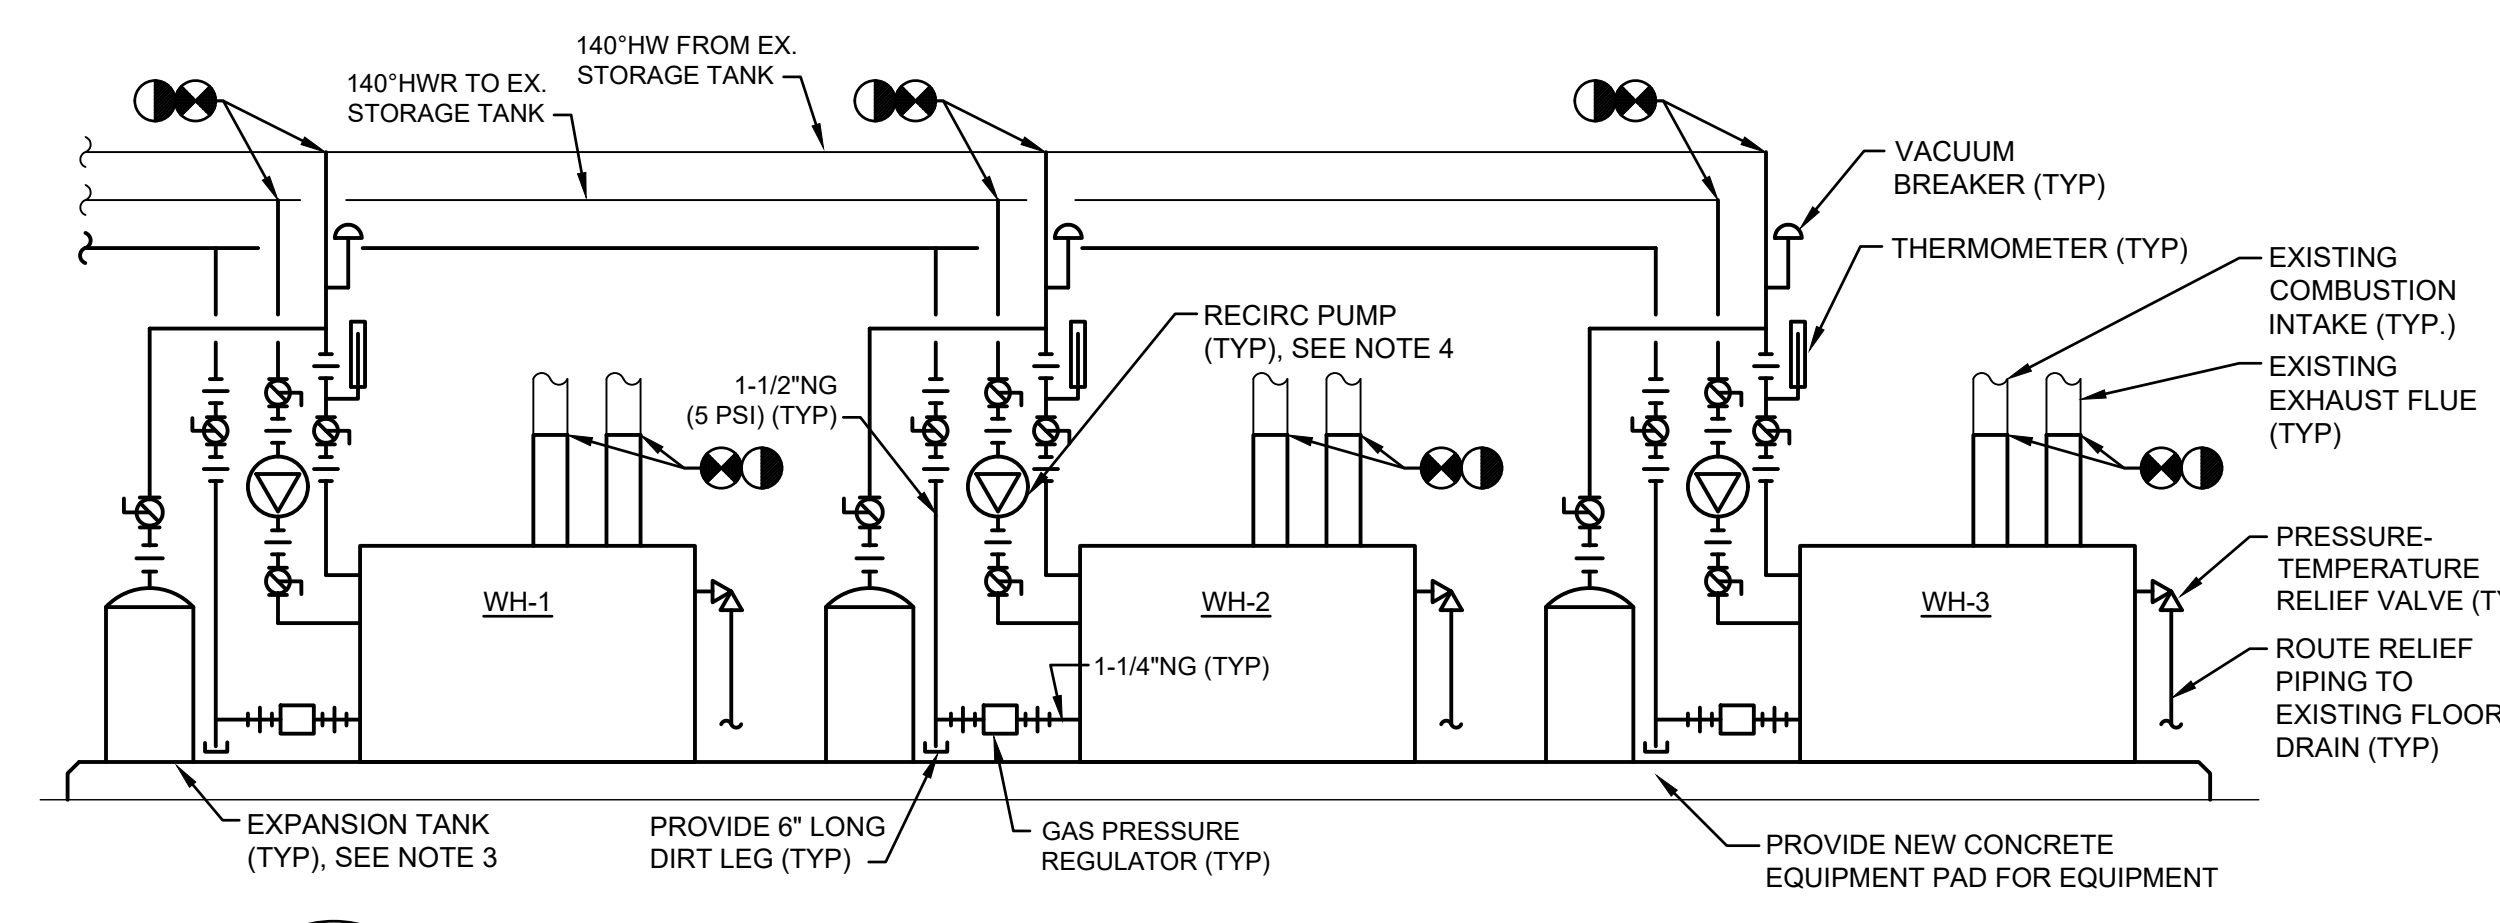 140°HW FROM EX.
STORAGE TANK
140°HWR TO EX.
STORAGE TANK
VACUUM
BREAKER (TYP)
THERMOMETER (TYP)
EXISTING
COMBUSTION
INTAKE (TYP.)
RECIRC PUMP
(TYP), SEE NOTE 4
EXISTING
EXHAUST FLUE
(TYP)
1-1/2"NG
(5 PSI) (TYP)
PRESSURE-
TEMPERATURE
RELIEF VALVE
WH-1
WH-2
WH-3
ROUTE RELIEF
PIPING TO
EXISTING FLOOR
DRAIN (TYP)
1-1/4"NG (TYP)
EXPANSION TANK
(TYP), SEE NOTE 3
PROVIDE 6" LONG
DIRT LEG (TYP)
GAS PRESSURE
REGULATOR (TYP)
PROVIDE NEW CONCRETE
EQUIPMENT PAD FOR EQUIPMENT